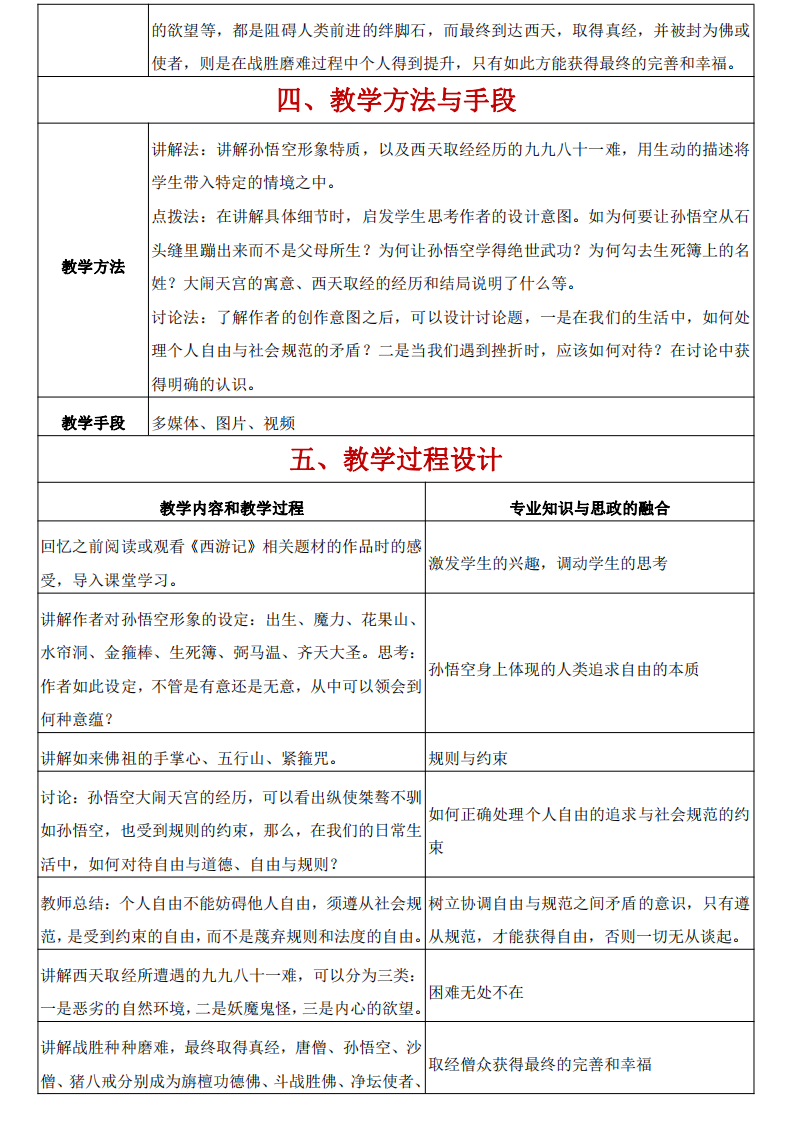 的欲望等，都是阻碍人类前进的绊脚石，而最终到达西天，取得真经，并被封为佛或
使者，则是在战胜磨难过程中个人得到提升，只有如此方能获得最终的完善和幸福。
四、教学方法与手段
教学方法
讲解法：讲解孙悟空形象特质，以及西天取经经历的九九八十一难，用生动的描述将
学生带入特定的情境之中。
点拨法：在讲解具体细节时，启发学生思考作者的设计意图。如为何要让孙悟空从石
头缝里蹦出来而不是父母所生？为何让孙悟空学得绝世武功？为何勾去生死簿上的名
姓？大闹天宫的寓意、西天取经的经历和结局说明了什么等。
讨论法：了解作者的创作意图之后，可以设计讨论题，一是在我们的生活中，如何处
理个人自由与社会规范的矛盾？二是当我们遇到挫折时，应该如何对待？在讨论中获
得明确的认识。
教学手段
多媒体、图片、视频
五、教学过程设计
教学内容和教学过程
专业知识与思政的融合
回忆之前阅读或观看《西游记》相关题材的作品时的感
受，导入课堂学习。
激发学生的兴趣，调动学生的思考
讲解作者对孙悟空形象的设定：出生、魔力、花果山、
水帘洞、金箍棒、生死簿、弼马温、齐天大圣。思考：
作者如此设定，不管是有意还是无意，从中可以领会到
何种意蕴？
孙悟空身上体现的人类追求自由的本质
讲解如来佛祖的手掌心、五行山、紧箍咒。
规则与约束
讨论：孙悟空大闹天宫的经历，可以看出纵使桀骜不驯
如孙悟空，也受到规则的约束，那么，在我们的日常生
活中，如何对待自由与道德、自由与规则？
如何正确处理个人自由的追求与社会规范的约
束
教师总结：个人自由不能妨碍他人自由，须遵从社会规
范，是受到约束的自由，而不是蔑弃规则和法度的自由。
树立协调自由与规范之间矛盾的意识，只有遵
从规范，才能获得自由，否则一切无从谈起。
讲解西天取经所遭遇的九九八十一难，可以分为三类：
一是恶劣的自然环境，二是妖魔鬼怪，三是内心的欲望。
困难无处不在
讲解战胜种种磨难，最终取得真经，唐僧、孙悟空、沙
僧、猪八戒分别成为旃檀功德佛、斗战胜佛、净坛使者、
取经僧众获得最终的完善和幸福